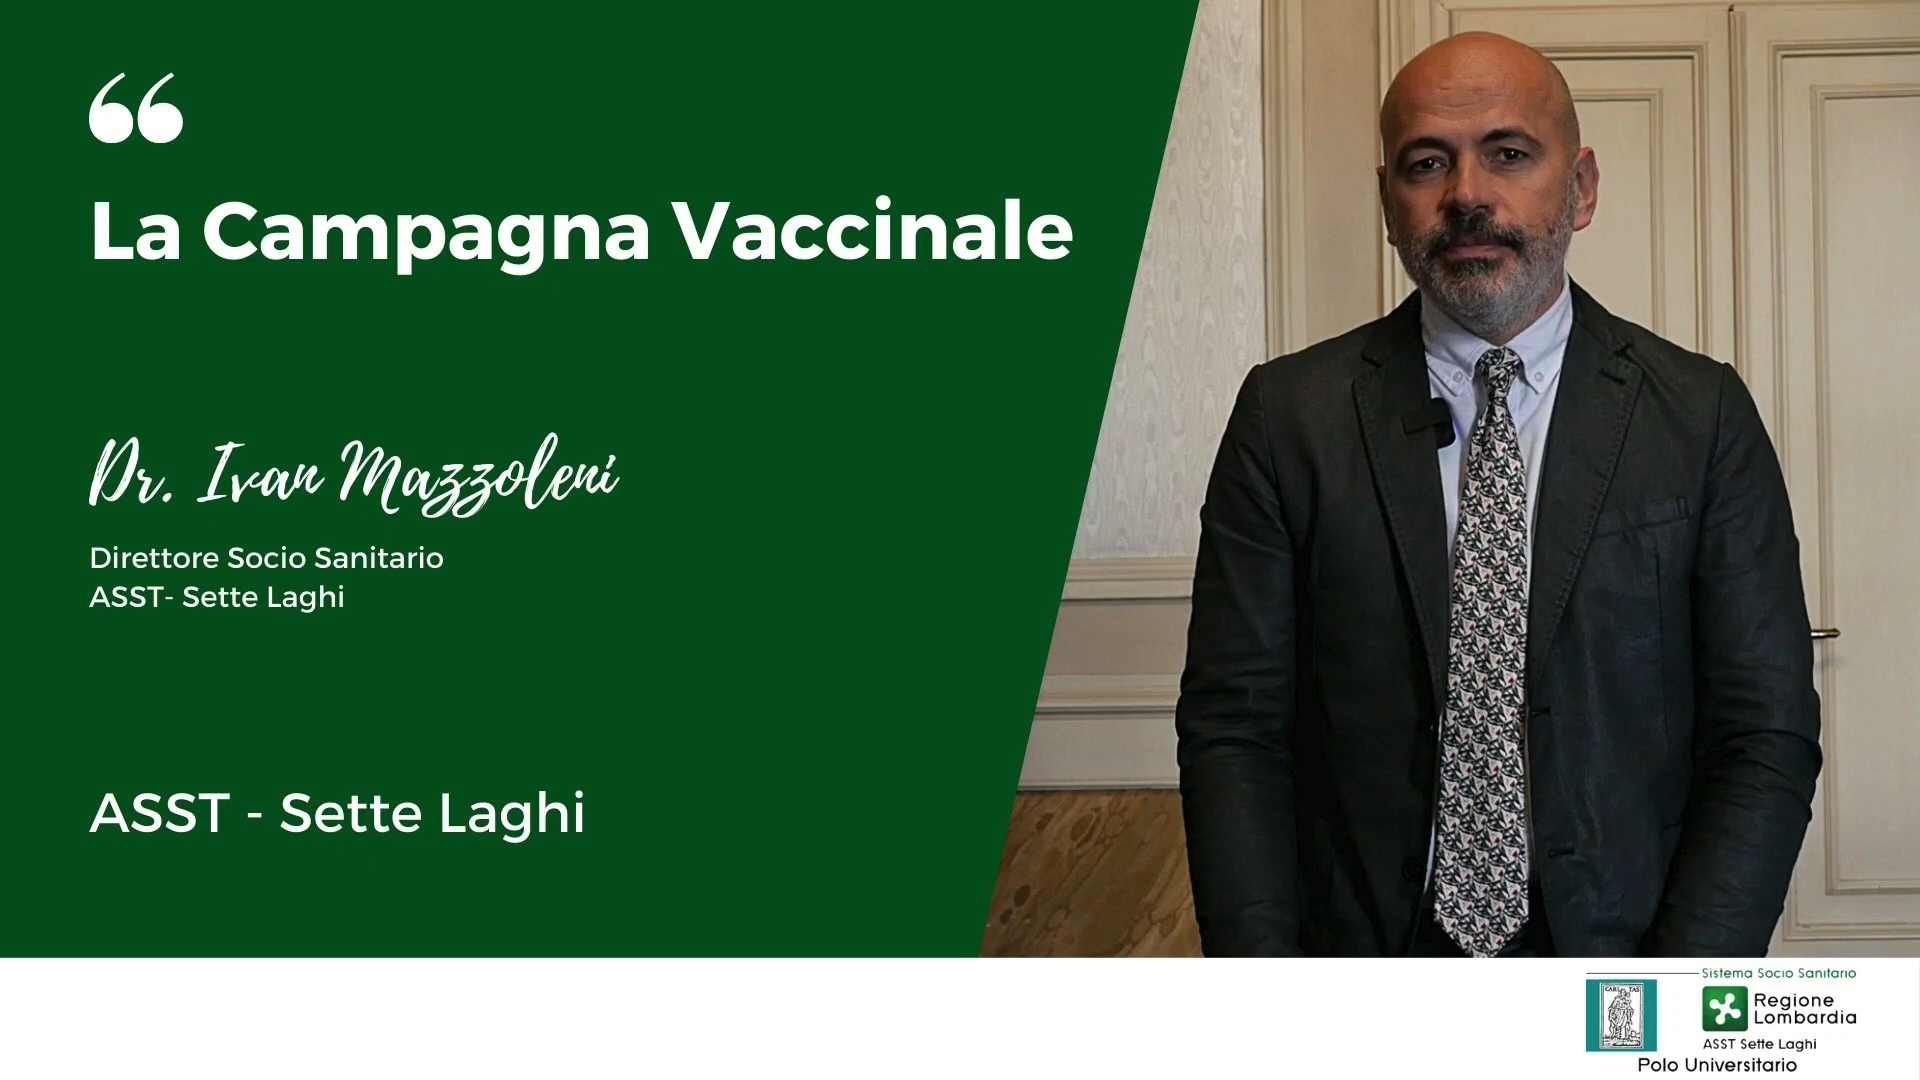 “
La Campagna Vaccinale
Dr. Ivan Mazzoleni
Direttore Socio Sanitario
ASST- Sette Laghi
ASST - Sette Laghi
Sistema Socio Sanitario
CARITAS
Regione
Lombardia
ASST Sette Laghi
Polo Universitario